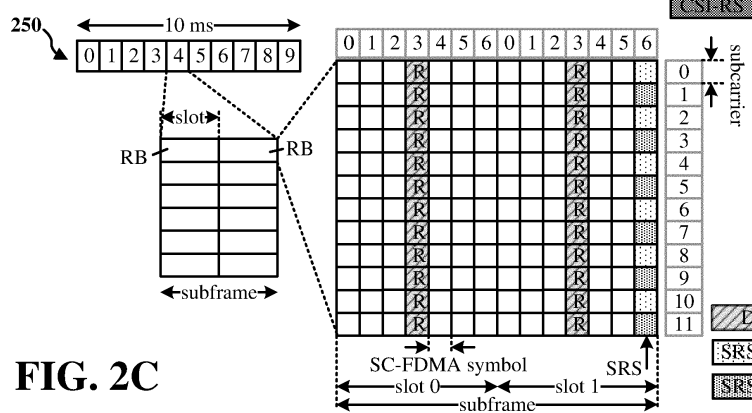 CSI-RS
250
10 ms
0 1 2 3 4 5 6 7 8 9
0 1 2 3 4 5 6 0 1 2 3 4 5 6
subcarrier
slot
RB
RB
subframe
R R 0
R R 1
R R 2
R R 3
R R 4
R R 5
R R 6
R R 7
R R 8
R R 9
R R 10
R R 11
SRS
SRS
SC-FDMA symbol
SRS
slot 0 slot 1
subframe
FIG. 2C